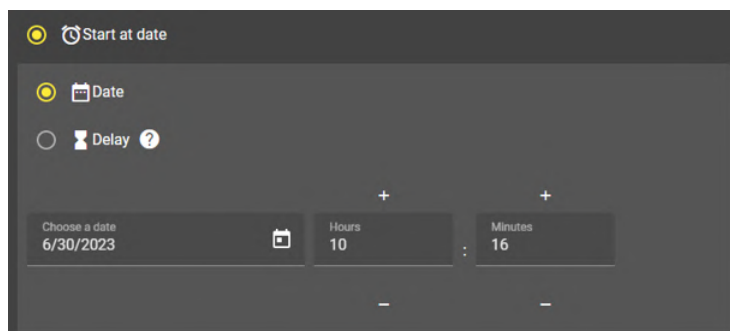 Start at date
Date
Delay ?
+ +
Choose a date Hours Minutes
6/30/2023 10 : 16
– –